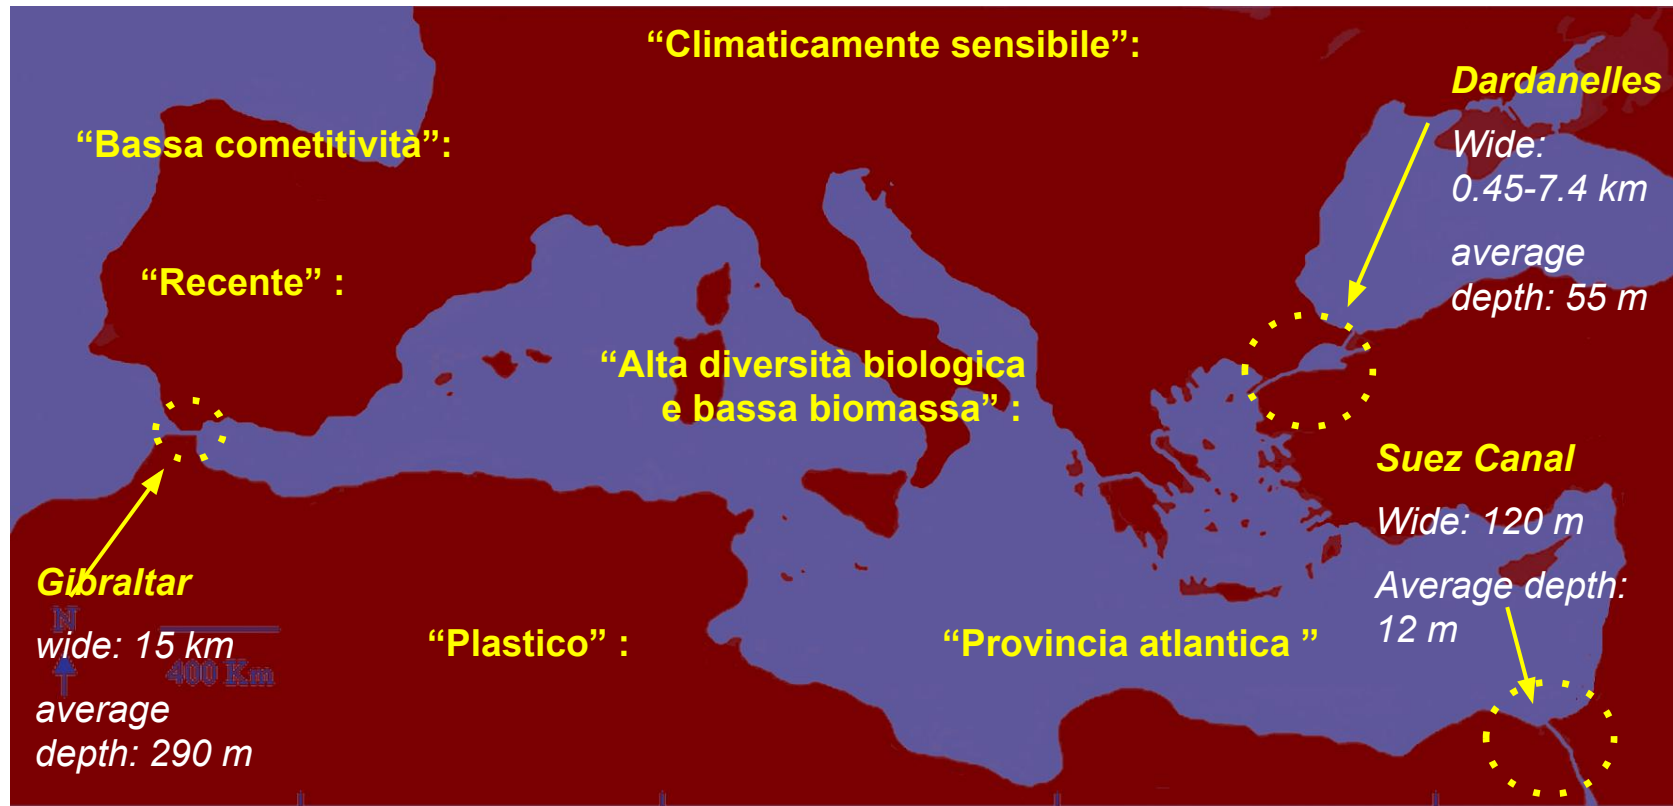 “Climaticamente sensibile”:
“Bassa cometitività”:
“Recente” :
“Alta diversità biologica
e bassa biomassa” :
“Plastico” :
“Provincia atlantica ”
Dardanelles
Wide:
0.45-7.4 km
average
depth: 55 m
Suez Canal
Wide: 120 m
Average depth:
12 m
Gibraltar
wide: 15 km
average
depth: 290 m
N
400 Km